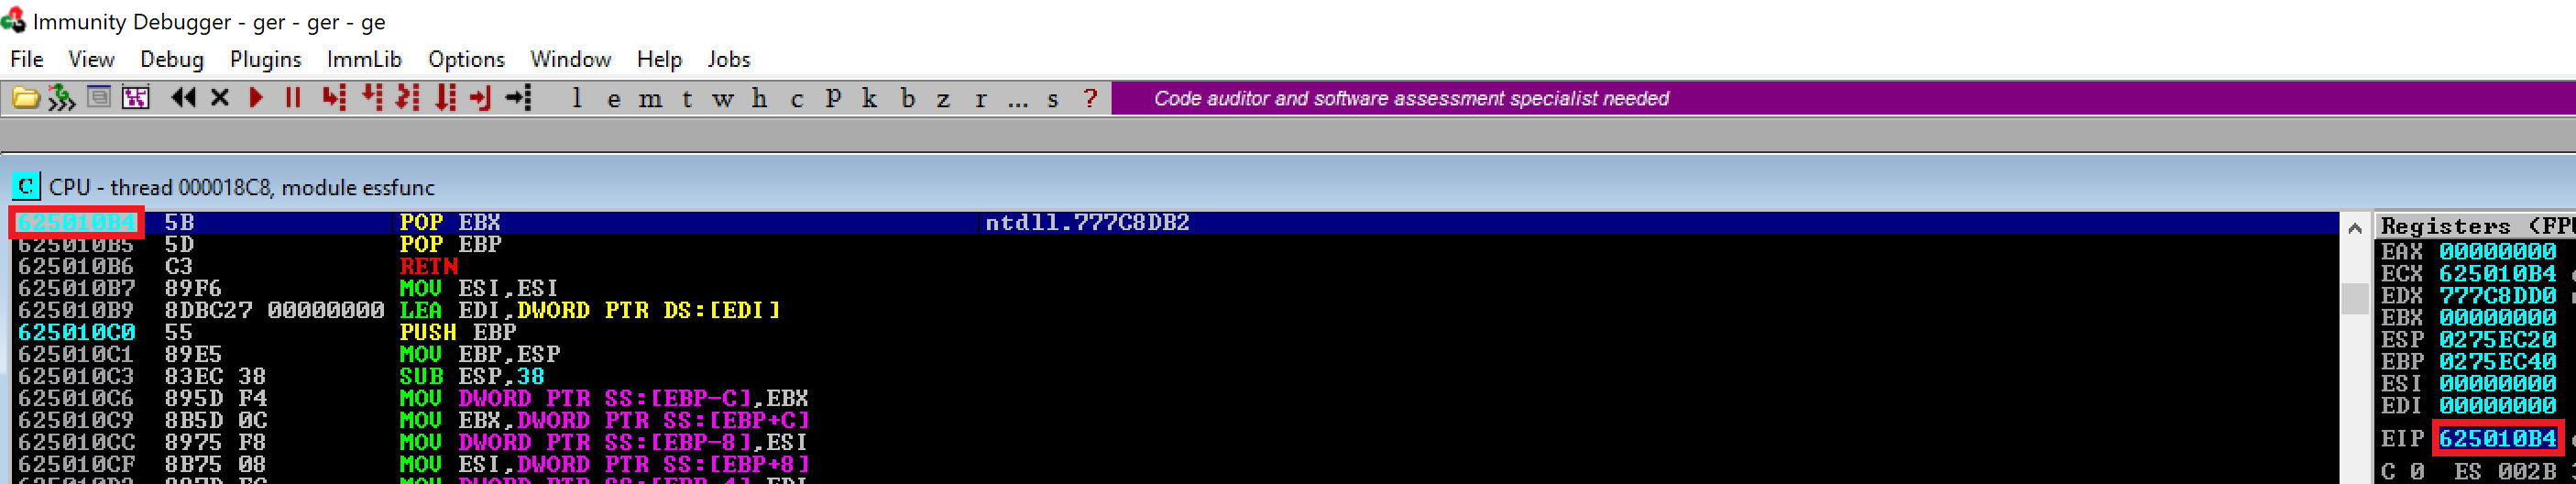 Immunity Debugger - ger - ger - ge
File View Debug Plugins ImmLib Options Window Help Jobs
l e m t w h c P k b z r ... s ? Code auditor and software assessment specialist needed
C CPU - thread 000018C8, module essfunc
625010B4 5B POP EBX ntdll.777C8DB2
625010B5 5D POP EBP
625010B6 C3 RETN
625010B7 89F6 MOV ESI,ESI
625010B9 8DBC27 00000000 LEA EDI,DWORD PTR DS:[EDI]
625010C0 55 PUSH EBP
625010C1 89E5 MOV EBP,ESP
625010C3 83EC 38 SUB ESP,38
625010C6 895D F4 MOV DWORD PTR SS:[EBP-C],EBX
625010C9 8B5D 0C MOV EBX,DWORD PTR SS:[EBP+C]
625010CC 8975 F8 MOV DWORD PTR SS:[EBP-8],ESI
625010CF 8B75 08 MOV ESI,DWORD PTR SS:[EBP+8]
Registers (FPU
EAX 00000000
ECX 625010B4
EDX 777C8DD0
EBX 00000000
ESP 0275EC20
EBP 0275EC40
ESI 00000000
EDI 00000000
EIP 625010B4
C 0 ES 002B